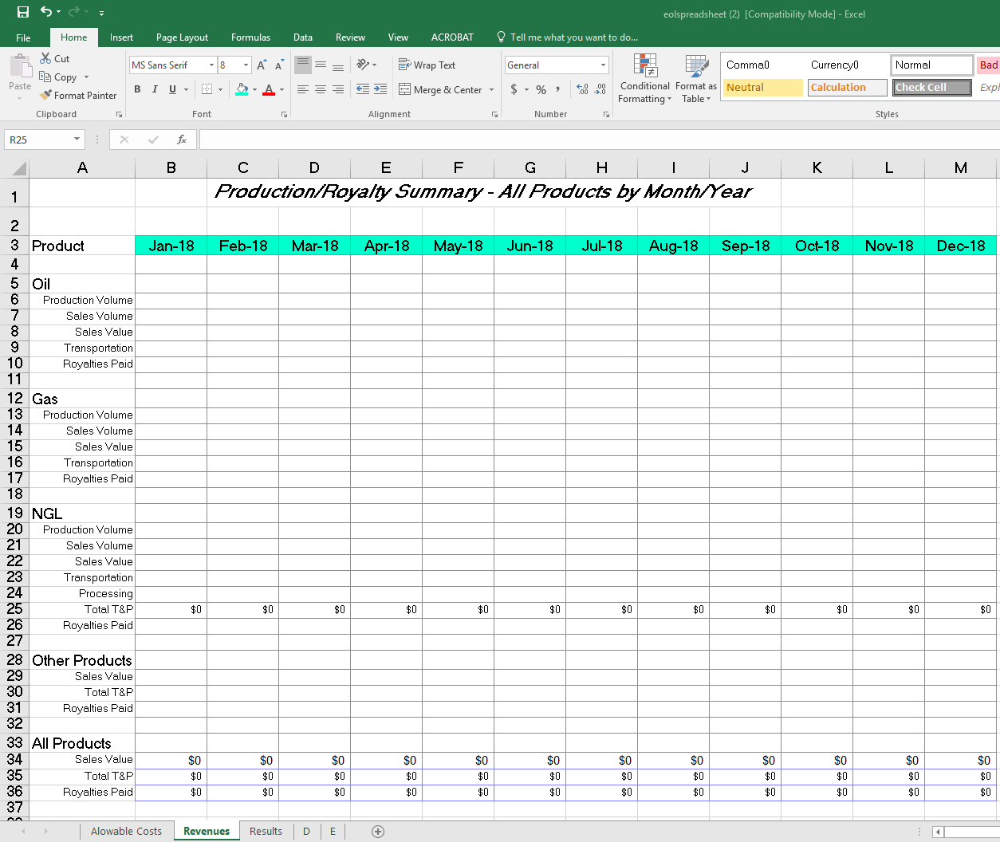 eolspreadsheet (2) [Compatibility Mode] - Excel
File Home Insert Page Layout Formulas Data Review View ACROBAT Tell me what you want to do...
Paste Cut Copy Format Painter
MS Sans Serif 8 A A
B I U A
Wrap Text
Merge & Center
General
$ % , .00 .00
Conditional Formatting Format as Table
Comma0 Currency0 Normal Bad
Neutral Calculation Check Cell Expl
Clipboard Font Alignment Number Styles
R25 fx
A B C D E F G H I J K L M
1 Production/Royalty Summary - All Products by Month/Year
2
3 Product Jan-18 Feb-18 Mar-18 Apr-18 May-18 Jun-18 Jul-18 Aug-18 Sep-18 Oct-18 Nov-18 Dec-18
4
5 Oil
6 Production Volume
7 Sales Volume
8 Sales Value
9 Transportation
10 Royalties Paid
11
12 Gas
13 Production Volume
14 Sales Volume
15 Sales Value
16 Transportation
17 Royalties Paid
18
19 NGL
20 Production Volume
21 Sales Volume
22 Sales Value
23 Transportation
24 Processing
25 Total T&P $0 $0 $0 $0 $0 $0 $0 $0 $0 $0 $0 $0
26 Royalties Paid
27
28 Other Products
29 Sales Value
30 Total T&P
31 Royalties Paid
32
33 All Products
34 Sales Value $0 $0 $0 $0 $0 $0 $0 $0 $0 $0 $0 $0
35 Total T&P $0 $0 $0 $0 $0 $0 $0 $0 $0 $0 $0 $0
36 Royalties Paid $0 $0 $0 $0 $0 $0 $0 $0 $0 $0 $0 $0
37
Alowable Costs Revenues Results D E